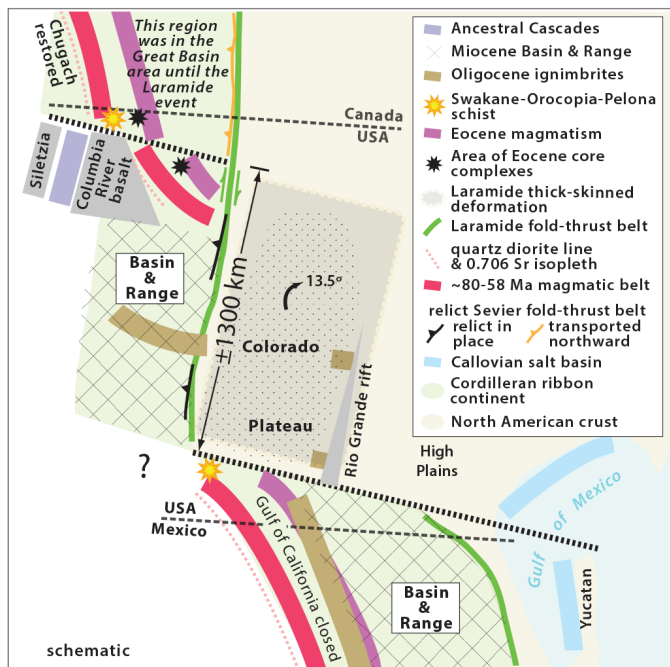 Chugach
restored
This region
was in the
Great Basin
area until the
Laramide
event
Canada
USA
Siletzia
Columbia
River
basalt
Basin
&
Range
±1300 km
13.5º
Colorado
Plateau
Rio Grande rift
High
Plains
?
USA
Mexico
Gulf of California closed
Basin
&
Range
Gulf of Mexico
Yucatan
schematic
Ancestral Cascades
Miocene Basin & Range
Oligocene ignimbrites
Swakane-Orocopia-Pelona
schist
Eocene magmatism
Area of Eocene core
complexes
Laramide thick-skinned
deformation
Laramide fold-thrust belt
quartz diorite line
& 0.706 Sr isopleth
~80-58 Ma magmatic belt
relict Sevier fold-thrust belt
relict in
place
transported
northward
Callovian salt basin
Cordilleran ribbon
continent
North American crust